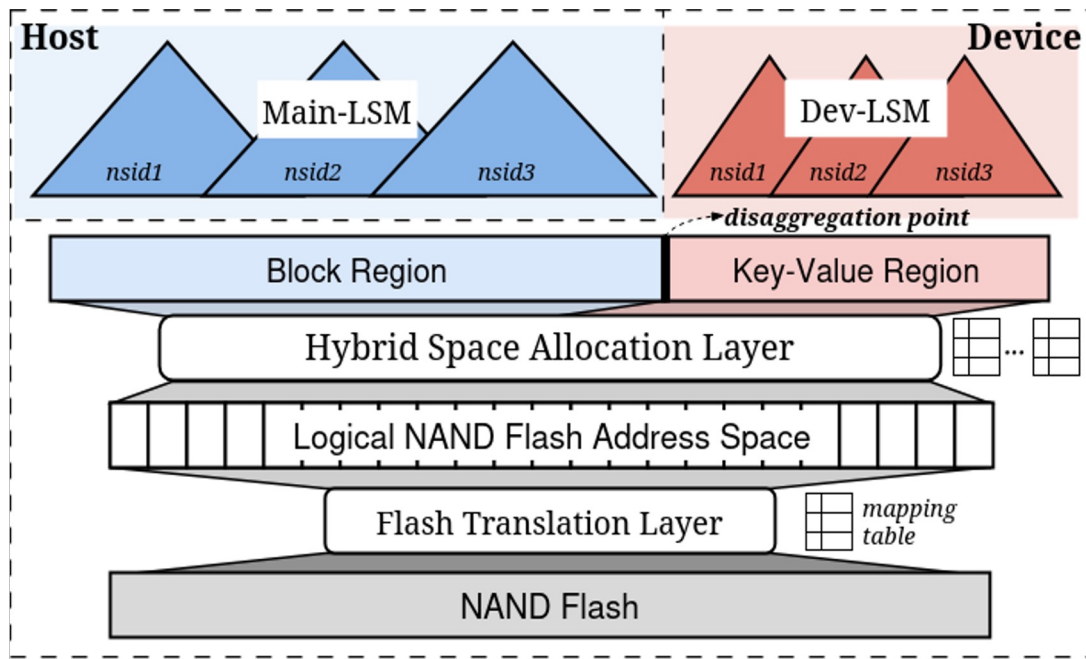 Host
Device
Main-LSM
Dev-LSM
nsid1
nsid2
nsid3
nsid1
nsid2
nsid3
disaggregation point
Block Region
Key-Value Region
Hybrid Space Allocation Layer
...
Logical NAND Flash Address Space
Flash Translation Layer
mapping
table
NAND Flash